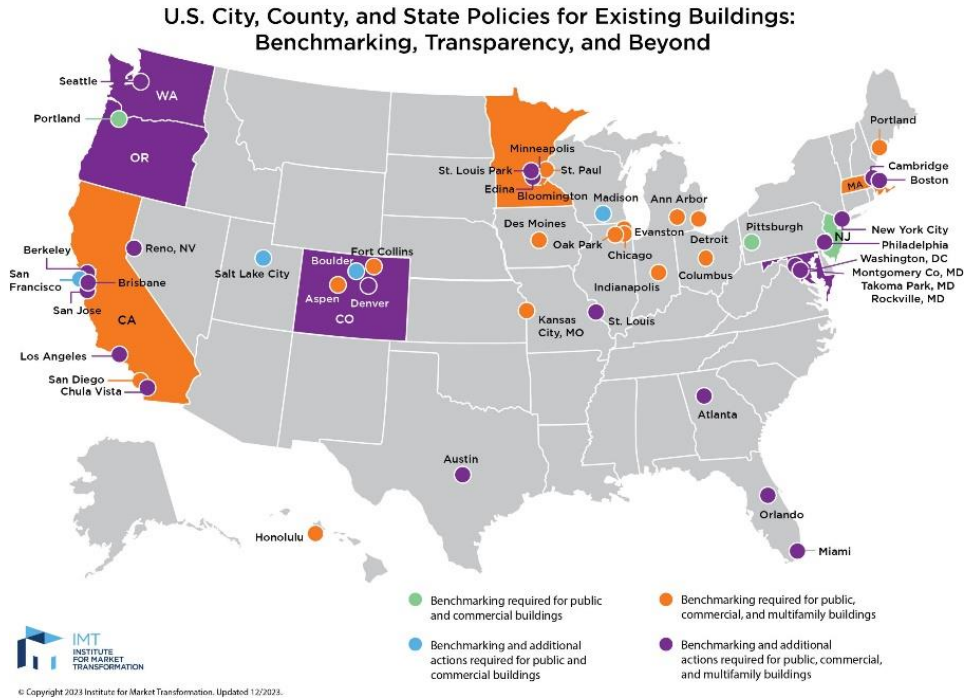 U.S. City, County, and State Policies for Existing Buildings:
Benchmarking, Transparency, and Beyond
Seattle
WA
Portland
OR
Minneapolis
St. Louis Park
St. Paul
Edina
Bloomington
Madison
Ann Arbor
Portland
Cambridge
MA
Boston
Des Moines
Oak Park
Evanston
Chicago
Detroit
Pittsburgh
NJ
New York City
Philadelphia
Washington, DC
Montgomery Co, MD
Takoma Park, MD
Rockville, MD
Berkeley
Reno, NV
San
Francisco
Brisbane
San Jose
CA
Salt Lake City
Fort Collins
Boulder
Aspen
Denver
CO
Indianapolis
Columbus
Kansas
City, MO
St. Louis
Los Angeles
San Diego
Chula Vista
Atlanta
Austin
Orlando
Honolulu
Miami
Benchmarking required for public
and commercial buildings
Benchmarking required for public,
commercial, and multifamily buildings
Benchmarking and additional
actions required for public and
commercial buildings
Benchmarking and additional
actions required for public, commercial,
and multifamily buildings
IMT
INSTITUTE
FOR MARKET
TRANSFORMATION
© Copyright 2023 Institute for Market Transformation. Updated 12/2023.